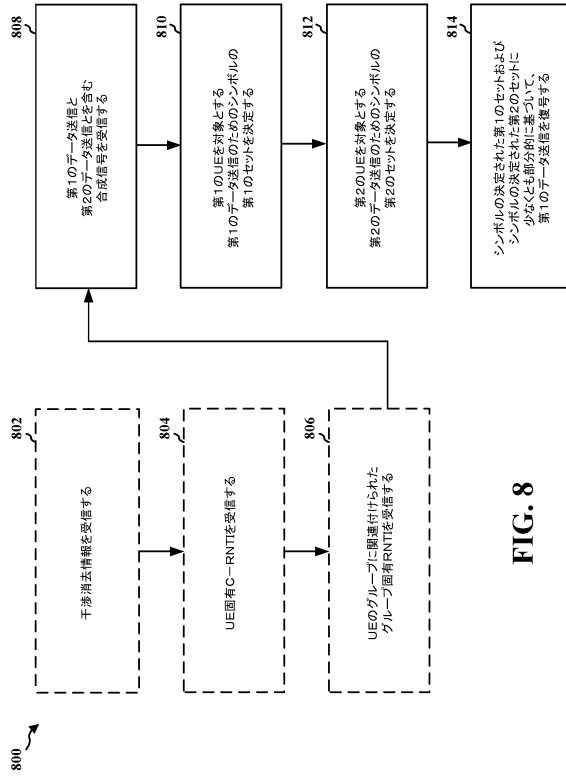 800
802
干渉消去情報を受信する
804
UE固有C－RNTIを受信する
806
UEのグループに関連付けられた
グループ固有RNTIを受信する
808
第1のデータ送信と
第2のデータ送信とを含む
合成信号を受信する
810
第1のUEを対象とする
第1のデータ送信のためのシンボルの
第1のセットを決定する
812
第2のUEを対象とする
第2のデータ送信のためのシンボルの
第2のセットを決定する
814
シンボルの決定された第1のセットおよび
シンボルの決定された第2のセットに
少なくとも部分的に基づいて、
第1のデータ送信を復号する
FIG. 8